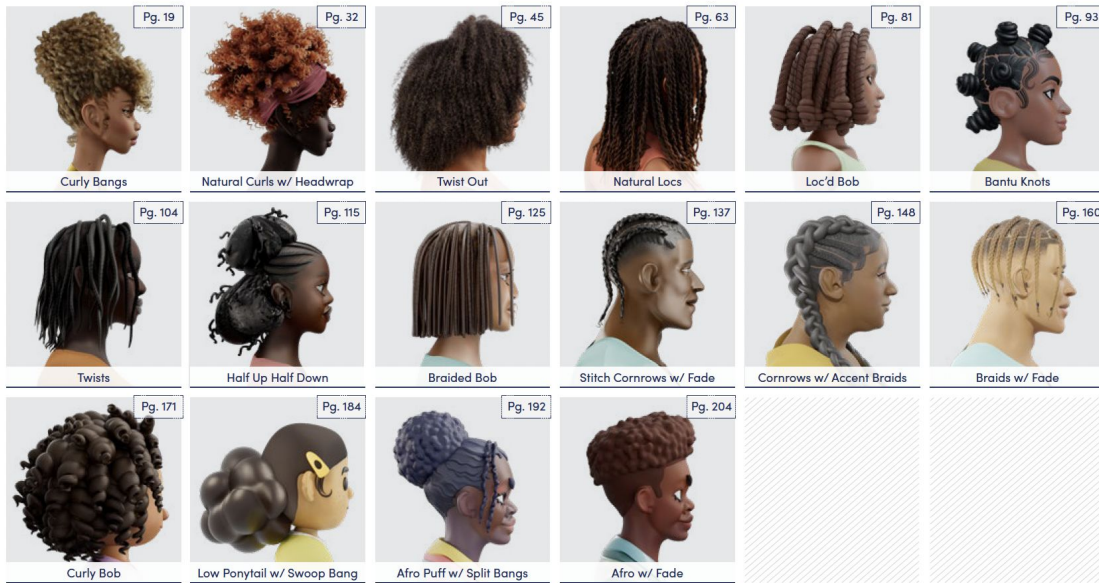 Pg. 19
Curly Bangs
Pg. 32
Natural Curls w/ Headwrap
Pg. 45
Twist Out
Pg. 63
Natural Locs
Pg. 81
Loc'd Bob
Pg. 93
Bantu Knots
Pg. 104
Twists
Pg. 115
Half Up Half Down
Pg. 125
Braided Bob
Pg. 137
Stitch Cornrows w/ Fade
Pg. 148
Cornrows w/ Accent Braids
Pg. 160
Braids w/ Fade
Pg. 171
Curly Bob
Pg. 184
Low Ponytail w/ Swoop Bang
Pg. 192
Afro Puff w/ Split Bangs
Pg. 204
Afro w/ Fade